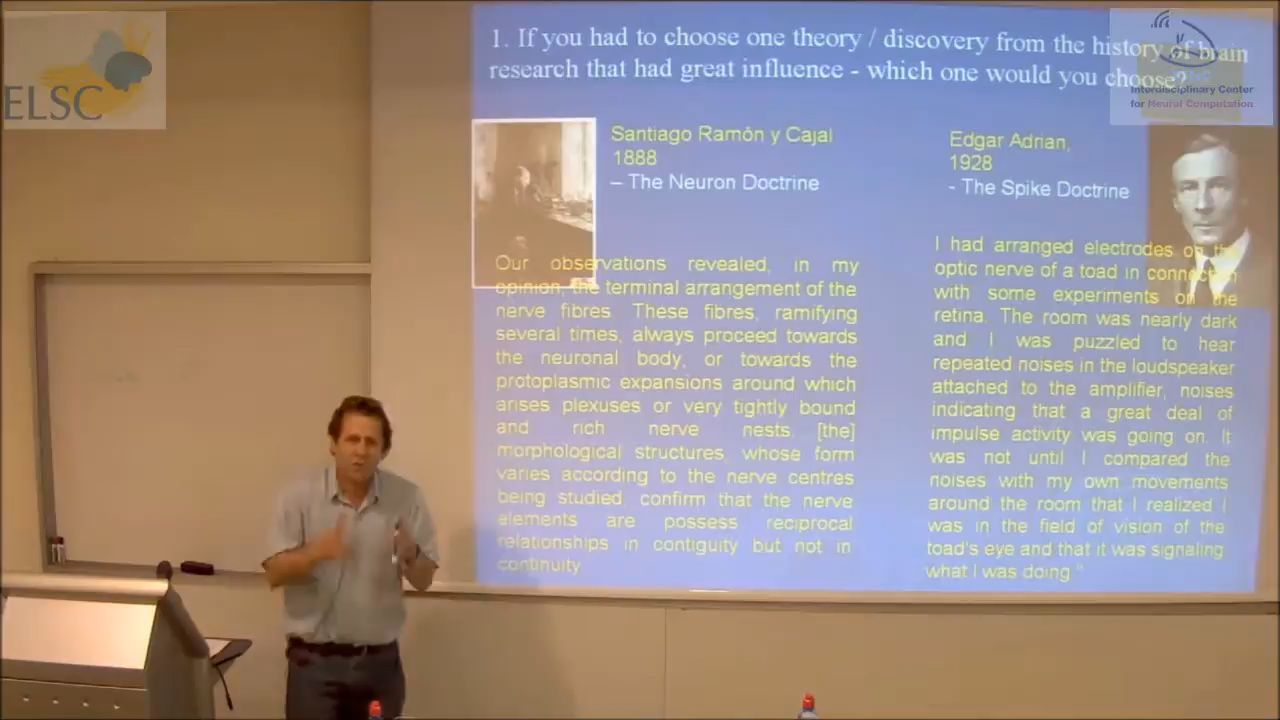 ELSC
1. If you had to choose one theory / discovery from the history of brain
research that had great influence - which one would you choose?
Interdisciplinary Center
for Neural Computation
Santiago Ramón y Cajal
1888
– The Neuron Doctrine
Our observations revealed, in my
opinion, the terminal arrangement of the
nerve fibres. These fibres, ramifying
several times, always proceed towards
the neuronal body, or towards the
protoplasmic expansions around which
arises plexuses or very tightly bound
and rich nerve nests. [the]
morphological structures, whose form
varies according to the nerve centres
being studied, confirm that the nerve
elements are possess reciprocal
relationships in contiguity but not in
continuity
Edgar Adrian,
1928
- The Spike Doctrine
I had arranged electrodes on the
optic nerve of a toad in connection
with some experiments on the
retina. The room was nearly dark
and I was puzzled to hear
repeated noises in the loudspeaker
attached to the amplifier, noises
indicating that a great deal of
impulse activity was going on. It
was not until I compared the
noises with my own movements
around the room that I realized I
was in the field of vision of the
toad's eye and that it was signaling
what I was doing "